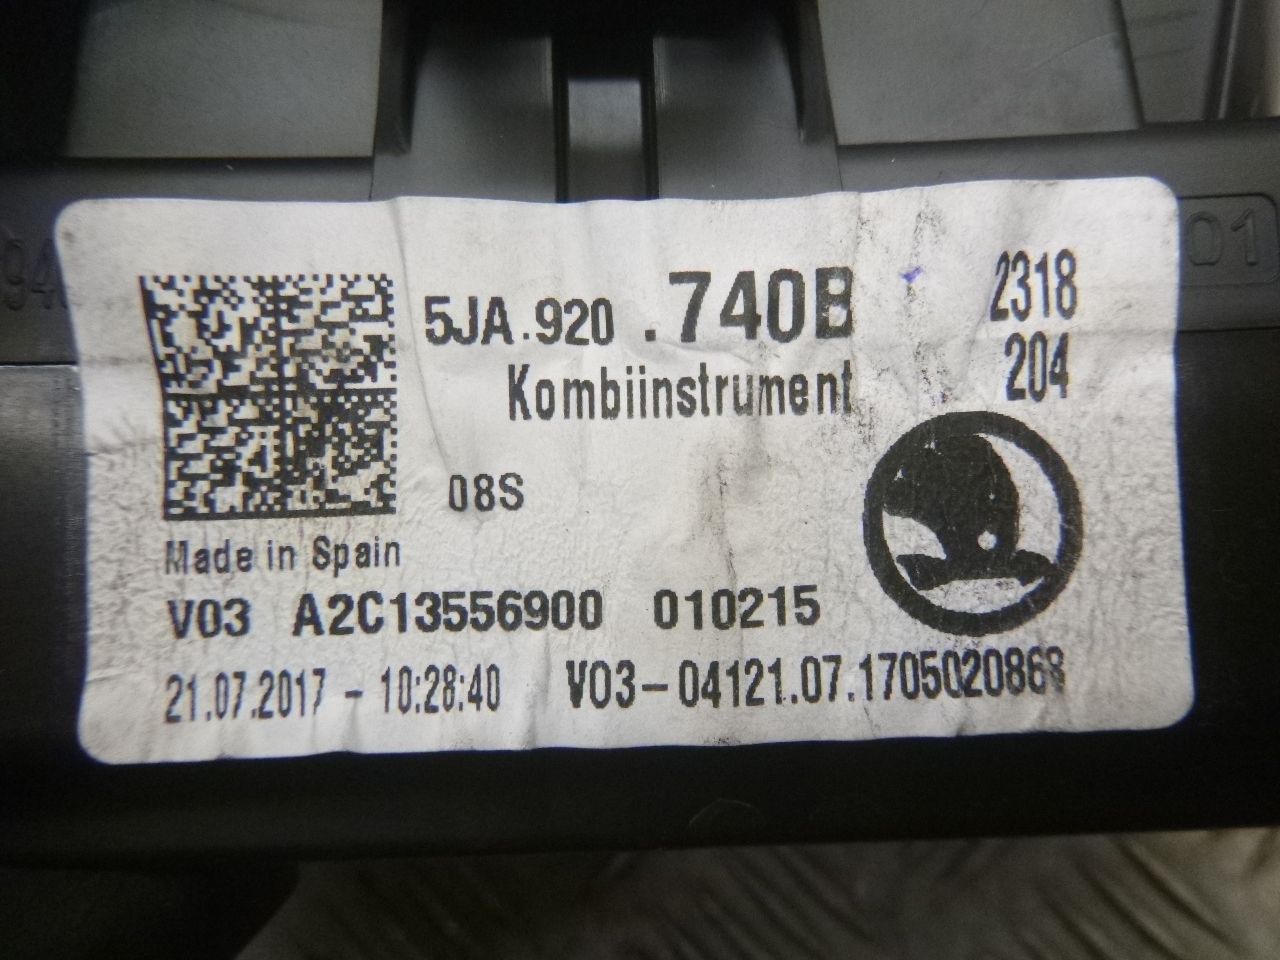 5JA.920 .740B 2318
204
Kombiinstrument
08S
Made in Spain
V03 A2C13556900 010215
21.07.2017 - 10:28:40 V03-04121.07.1705020868
01